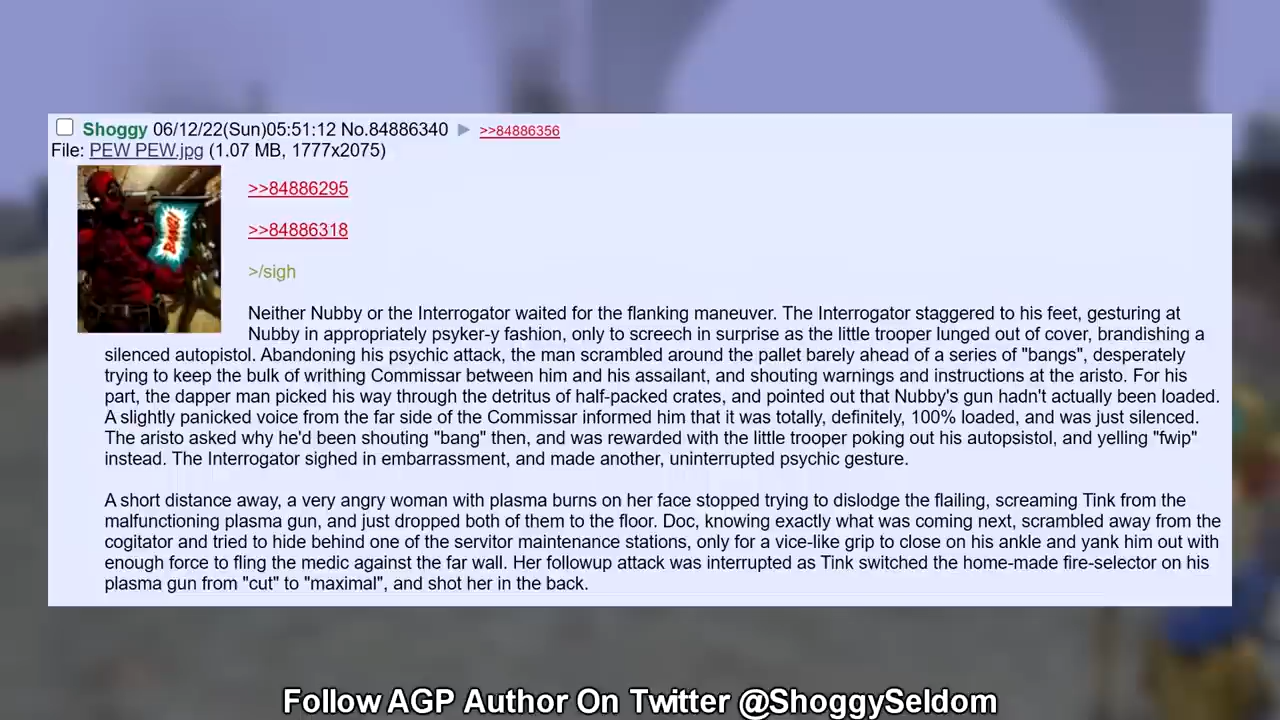 Shoggy 06/12/22(Sun)05:51:12 No.84886340 ▶ >>84886356
File: PEW PEW.jpg (1.07 MB, 1777x2075)
BANG!
>>84886295
>>84886318
>/sigh
Neither Nubby or the Interrogator waited for the flanking maneuver. The Interrogator staggered to his feet, gesturing at
Nubby in appropriately psyker-y fashion, only to screech in surprise as the little trooper lunged out of cover, brandishing a
silenced autopistol. Abandoning his psychic attack, the man scrambled around the pallet barely ahead of a series of "bangs", desperately
trying to keep the bulk of writhing Commissar between him and his assailant, and shouting warnings and instructions at the aristo. For his
part, the dapper man picked his way through the detritus of half-packed crates, and pointed out that Nubby's gun hadn't actually been loaded.
A slightly panicked voice from the far side of the Commissar informed him that it was totally, definitely, 100% loaded, and was just silenced.
The aristo asked why he'd been shouting "bang" then, and was rewarded with the little trooper poking out his autopsistol, and yelling "fwip"
instead. The Interrogator sighed in embarrassment, and made another, uninterrupted psychic gesture.
A short distance away, a very angry woman with plasma burns on her face stopped trying to dislodge the flailing, screaming Tink from the
malfunctioning plasma gun, and just dropped both of them to the floor. Doc, knowing exactly what was coming next, scrambled away from the
cogitator and tried to hide behind one of the servitor maintenance stations, only for a vice-like grip to close on his ankle and yank him out with
enough force to fling the medic against the far wall. Her followup attack was interrupted as Tink switched the home-made fire-selector on his
plasma gun from "cut" to "maximal", and shot her in the back.
Follow AGP Author On Twitter @ShoggySeldom